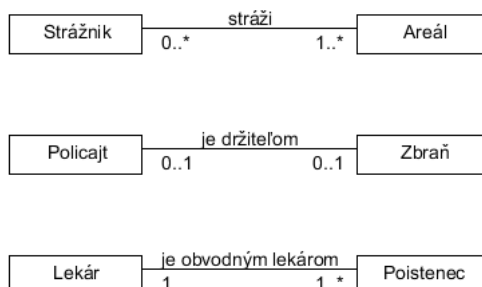 Strážnik stráži Areál
0..* 1..*
Policajt je držiteľom Zbraň
0..1 0..1
Lekár je obvodným lekárom Poistenec
1 1..*